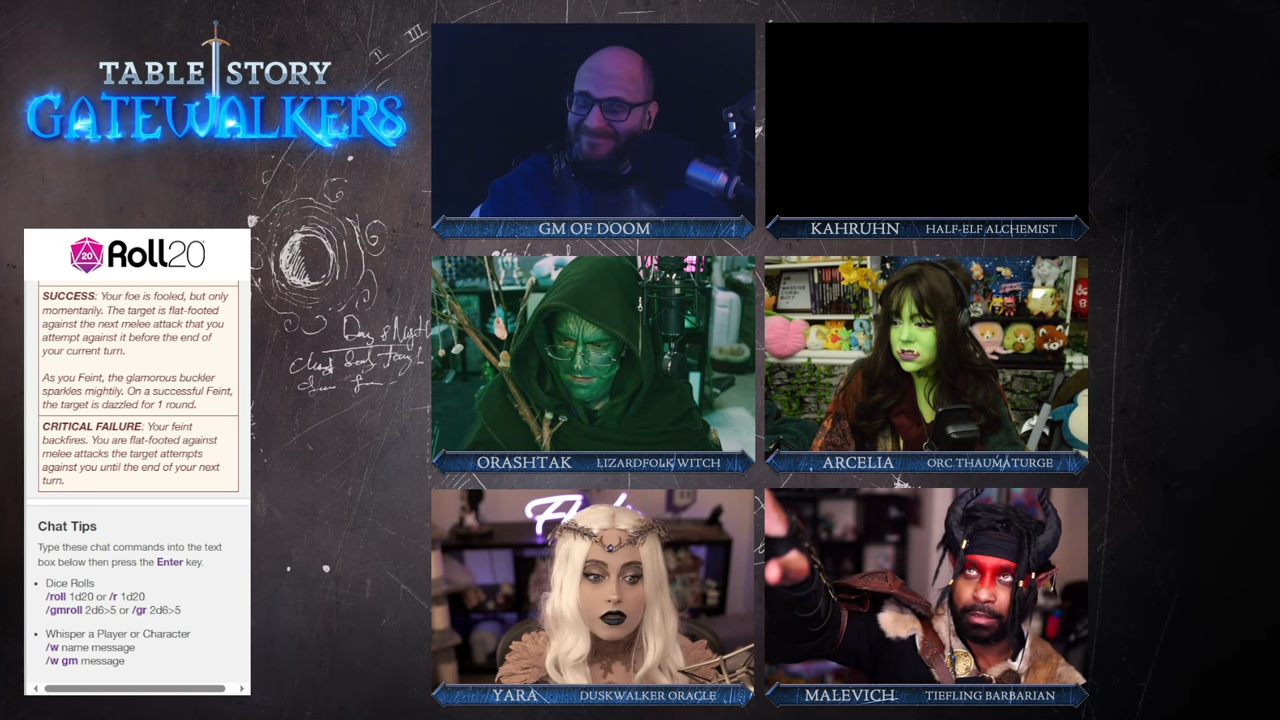 TABLE STORY
GATEWALKERS
Roll20
20
SUCCESS: Your foe is fooled, but only
momentarily. The target is flat-footed
against the next melee attack that you
attempt against it before the end of
your current turn.
As you Feint, the glamorous buckler
sparkles mightily. On a successful Feint,
the target is dazzled for 1 round.
CRITICAL FAILURE: Your feint
backfires. You are flat-footed against
melee attacks the target attempts
against you until the end of your next
turn.
Chat Tips
Type these chat commands into the text
box below then press the Enter key.
• Dice Rolls
/roll 1d20 or /r 1d20
/gmroll 2d6>5 or /gr 2d6>5
• Whisper a Player or Character
/w name message
/w gm message
II III
GM OF DOOM
KAHRUHN HALF-ELF ALCHEMIST
MASSIVE
CORGI
BUTT
ORASHTAK LIZARDFOLK WITCH
ARCELIA ORC THAUMATURGE
YARA DUSKWALKER ORACLE
MALEVICH TIEFLING BARBARIAN